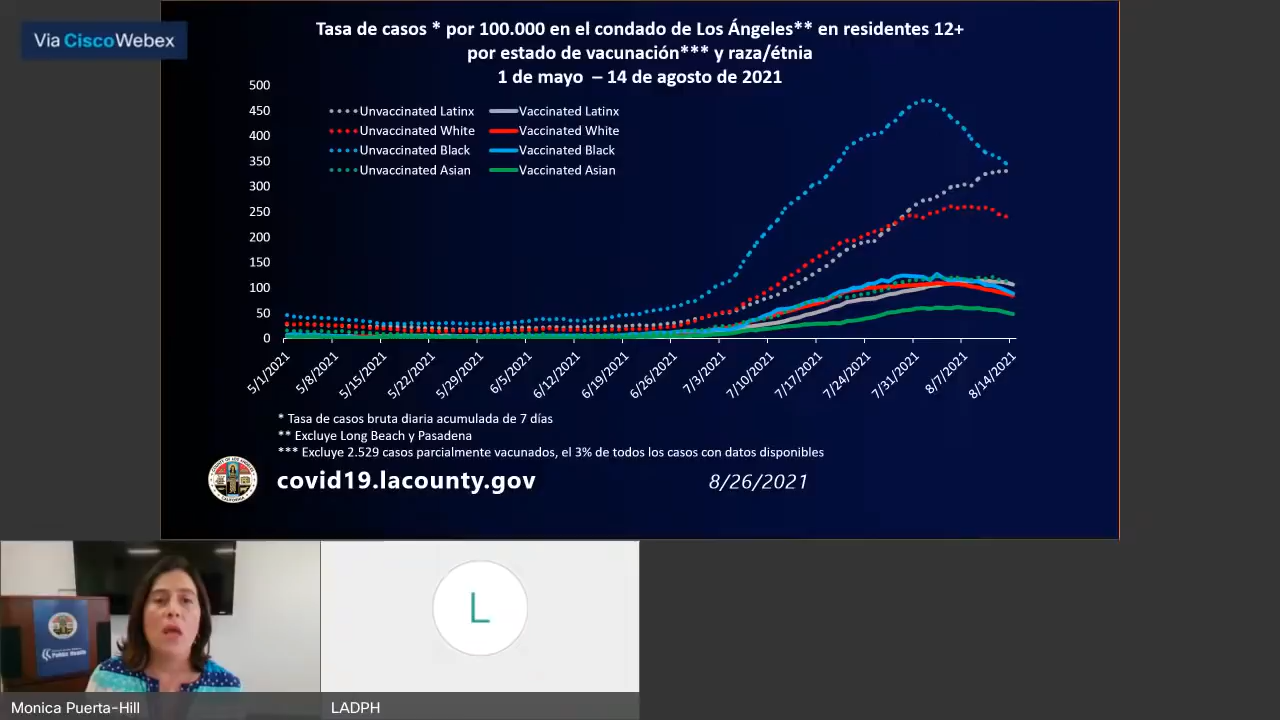 Via Cisco Webex
Tasa de casos * por 100.000 en el condado de Los Ángeles** en residentes 12+
por estado de vacunación*** y raza/étnia
1 de mayo – 14 de agosto de 2021
500
450
400
350
300
250
200
150
100
50
0
Unvaccinated Latinx
Vaccinated Latinx
Unvaccinated White
Vaccinated White
Unvaccinated Black
Vaccinated Black
Unvaccinated Asian
Vaccinated Asian
5/1/2021
5/8/2021
5/15/2021
5/22/2021
5/29/2021
6/5/2021
6/12/2021
6/19/2021
6/26/2021
7/3/2021
7/10/2021
7/17/2021
7/24/2021
7/31/2021
8/7/2021
8/14/2021
* Tasa de casos bruta diaria acumulada de 7 días
** Excluye Long Beach y Pasadena
*** Excluye 2.529 casos parcialmente vacunados, el 3% de todos los casos con datos disponibles
covid19.lacounty.gov
8/26/2021
L
Public Health
Monica Puerta-Hill
LADPH